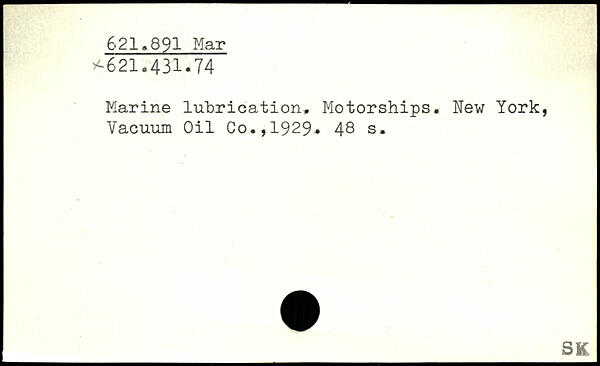 621.891 Mar
×621.431.74
Marine lubrication. Motorships. New York,
Vacuum Oil Co.,1929. 48 s.
SK